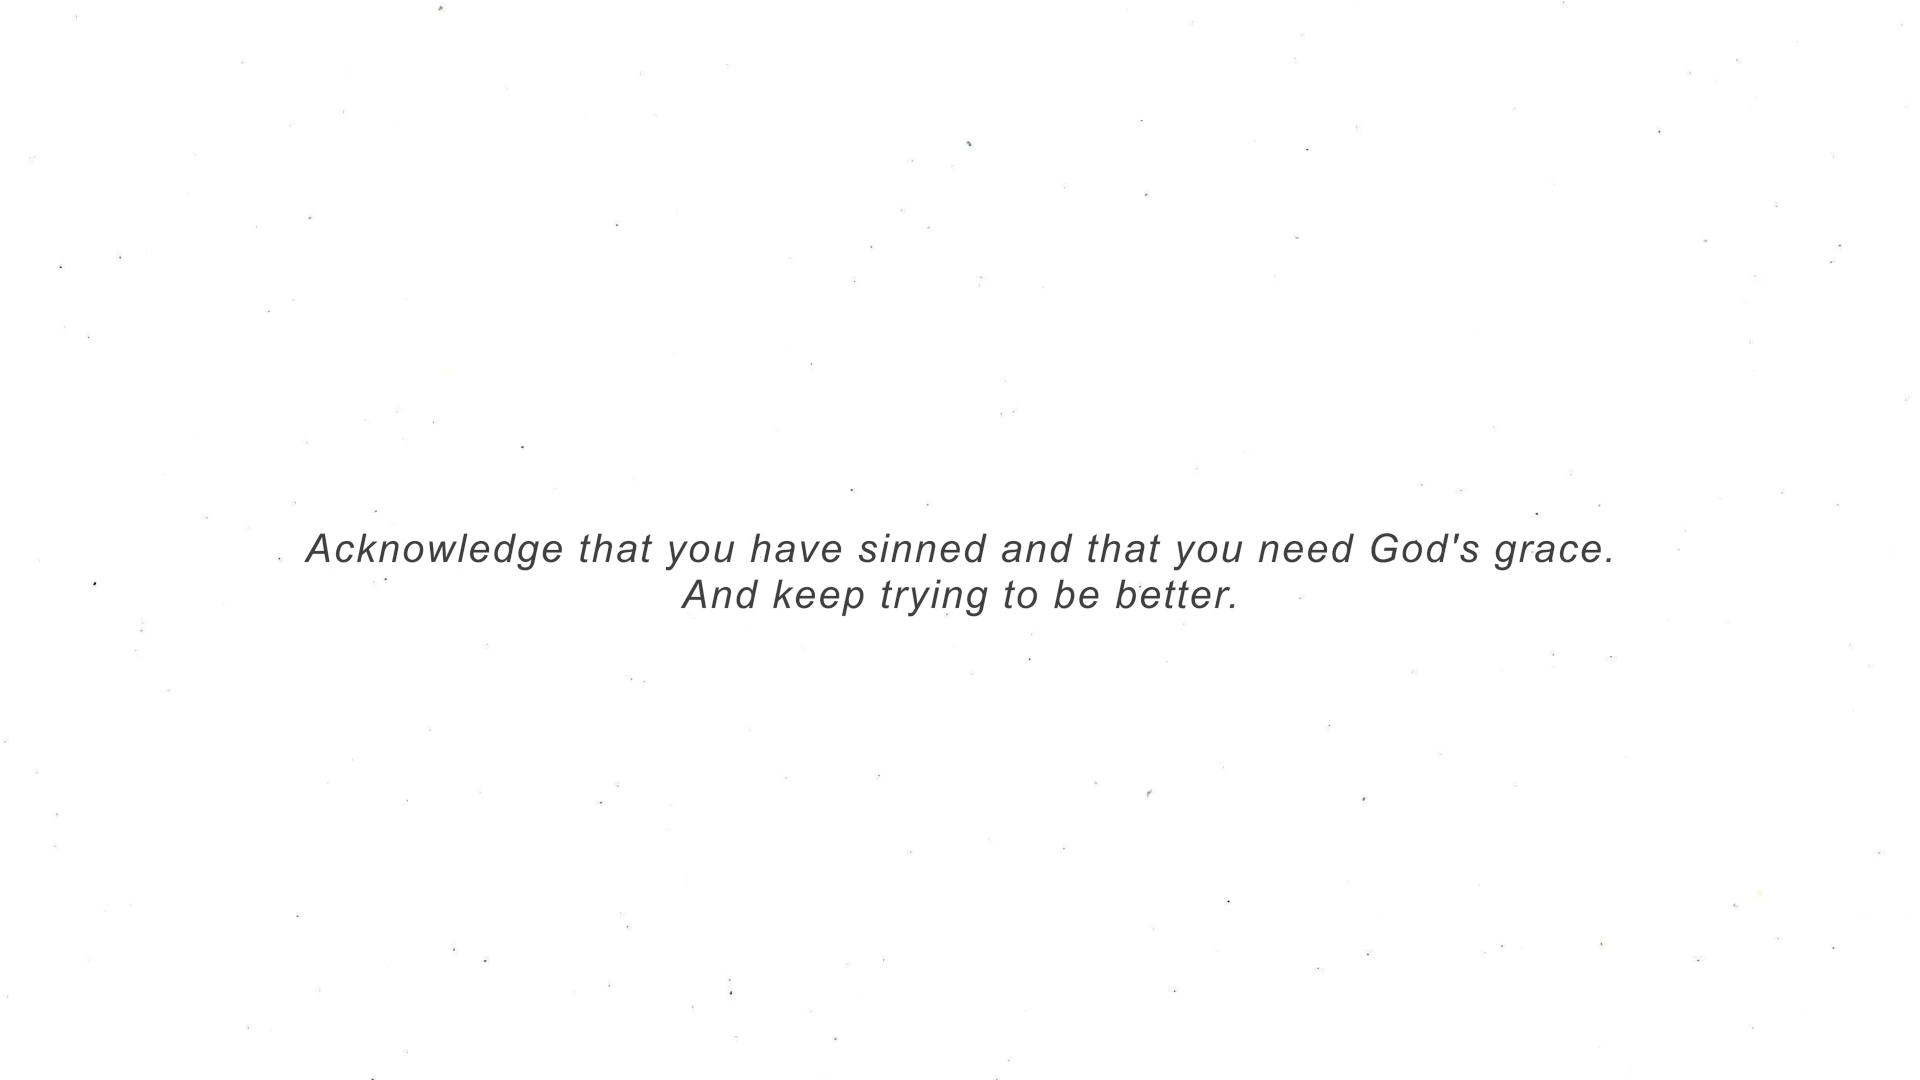 Acknowledge that you have sinned and that you need God's grace.
And keep trying to be better.